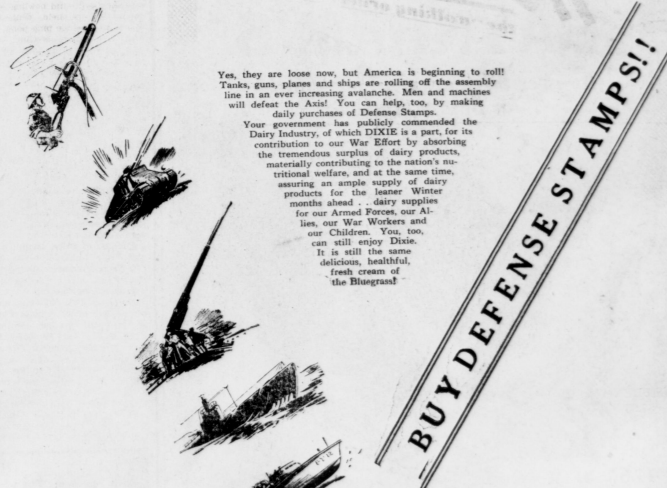 Yes, they are loose now, but America is beginning to roll!
Tanks, guns, planes and ships are rolling off the assembly
line in an ever increasing avalanche. Men and machines
will defeat the Axis! You can help, too, by making
daily purchases of Defense Stamps.
Your government has publicly commended the
Dairy Industry, of which DIXIE is a part, for its
contribution to our War Effort by absorbing
the tremendous surplus of dairy products,
materially contributing to the nation's nu-
tritional welfare, and at the same time,
assuring an ample supply of dairy
products for the leaner Winter
months ahead . . dairy supplies
for our Armed Forces, our Al-
lies, our War Workers and
our Children. You, too,
can still enjoy Dixie.
It is still the same
delicious, healthful,
fresh cream of
the Bluegrass!
BUY DEFENSE STAMPS!!